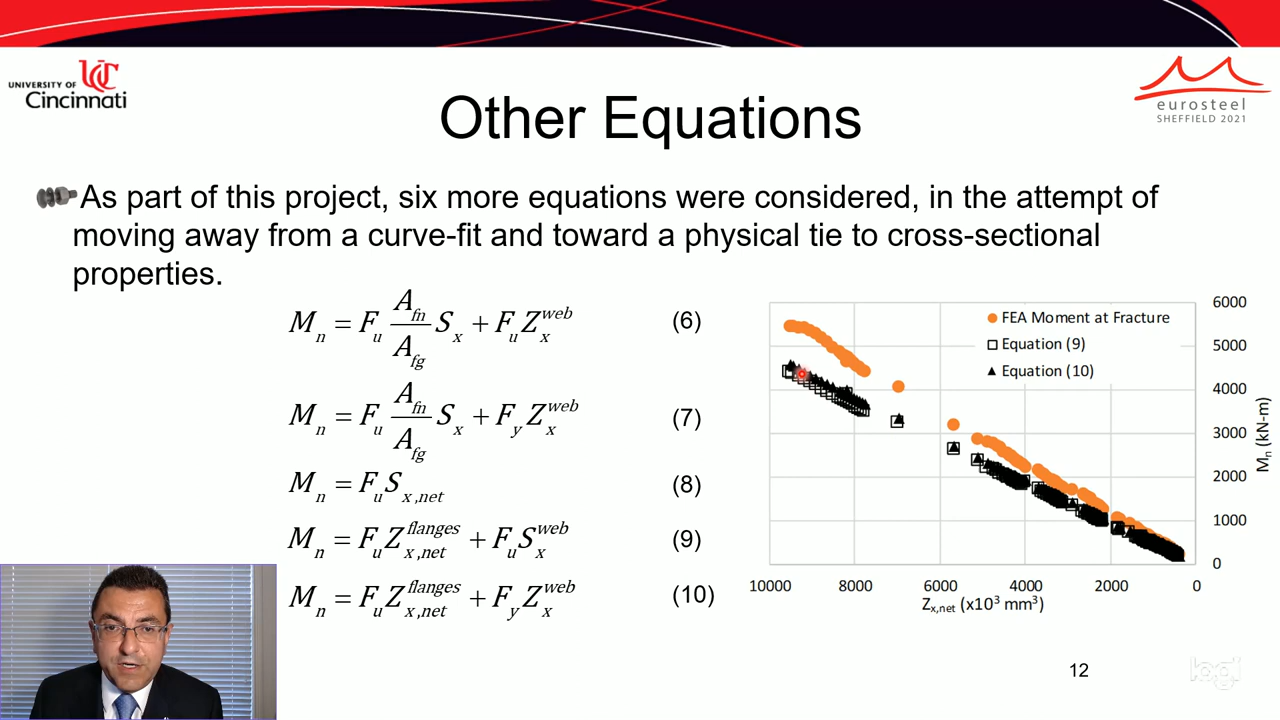 UNIVERSITY OF
UC
Cincinnati
eurosteel
SHEFFIELD 2021
Other Equations
As part of this project, six more equations were considered, in the attempt of
moving away from a curve-fit and toward a physical tie to cross-sectional
properties.
M_n = F_u A_fn/A_fg S_x + F_u Z_x^web (6)
M_n = F_u A_fn/A_fg S_x + F_y Z_x^web (7)
M_n = F_u S_x,net (8)
M_n = F_u Z_x,net^flanges + F_u S_x^web (9)
M_n = F_u Z_x,net^flanges + F_y Z_x^web (10)
FEA Moment at Fracture
Equation (9)
Equation (10)
6000
5000
4000
3000
2000
1000
0
M_n (kN-m)
10000 8000 6000 4000 2000 0
Z_x,net (x10³ mm³)
12